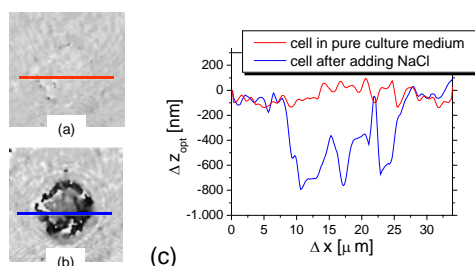 (a)
(b)
(c)
cell in pure culture medium
cell after adding NaCl
Δ z opt [nm]
200
0
-200
-400
-600
-800
-1.000
0 5 10 15 20 25 30
Δ x [μ m]